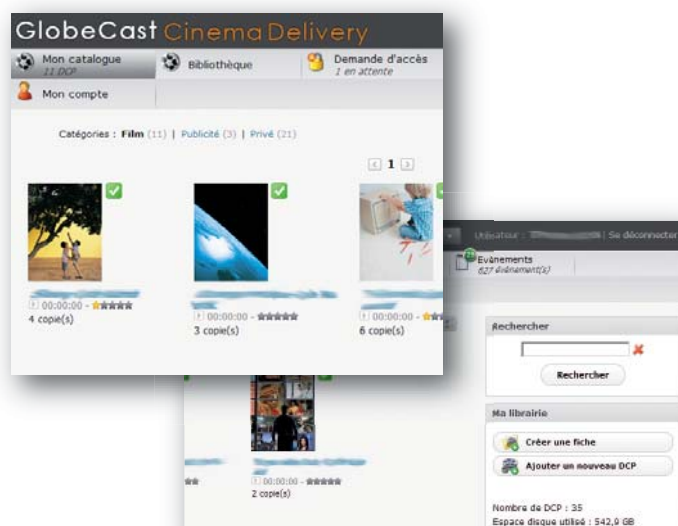 GlobeCast Cinema Delivery
Mon catalogue
11 DCP
Bibliothèque
Demande d'accès
1 en attente
Mon compte
Catégories : Film (11) | Publicité (3) | Privé (21)
1
00:00:00 -
4 copie(s)
00:00:00 -
3 copie(s)
00:00:00 -
6 copie(s)
Utilisateur : | Se déconnecter
Evènements
627 évènement(s)
Rechercher
Rechercher
Ma librairie
Créer une fiche
Ajouter un nouveau DCP
00:00:00 -
2 copie(s)
Nombre de DCP : 35
Espace disque utilisé : 542,9 GB